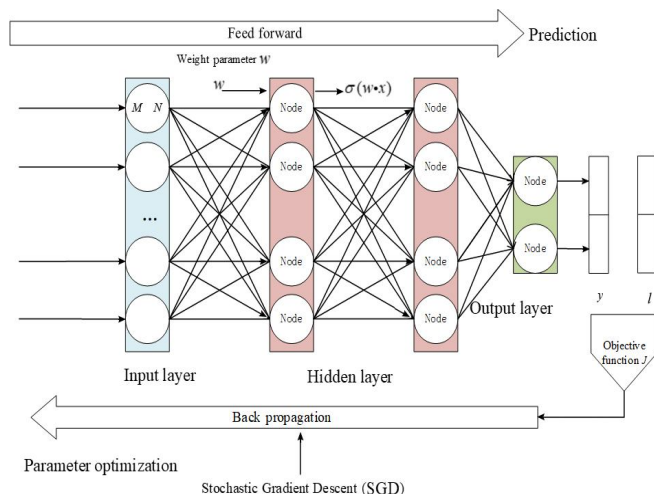 Feed forward
Prediction
Weight parameter w
w
σ(w•x)
M N
Node
Node
Node
Node
Node
...
Node
Node
Node
Node
Node
y
l
Output layer
Input layer
Hidden layer
Objective
function J
Back propagation
Parameter optimization
Stochastic Gradient Descent (SGD)